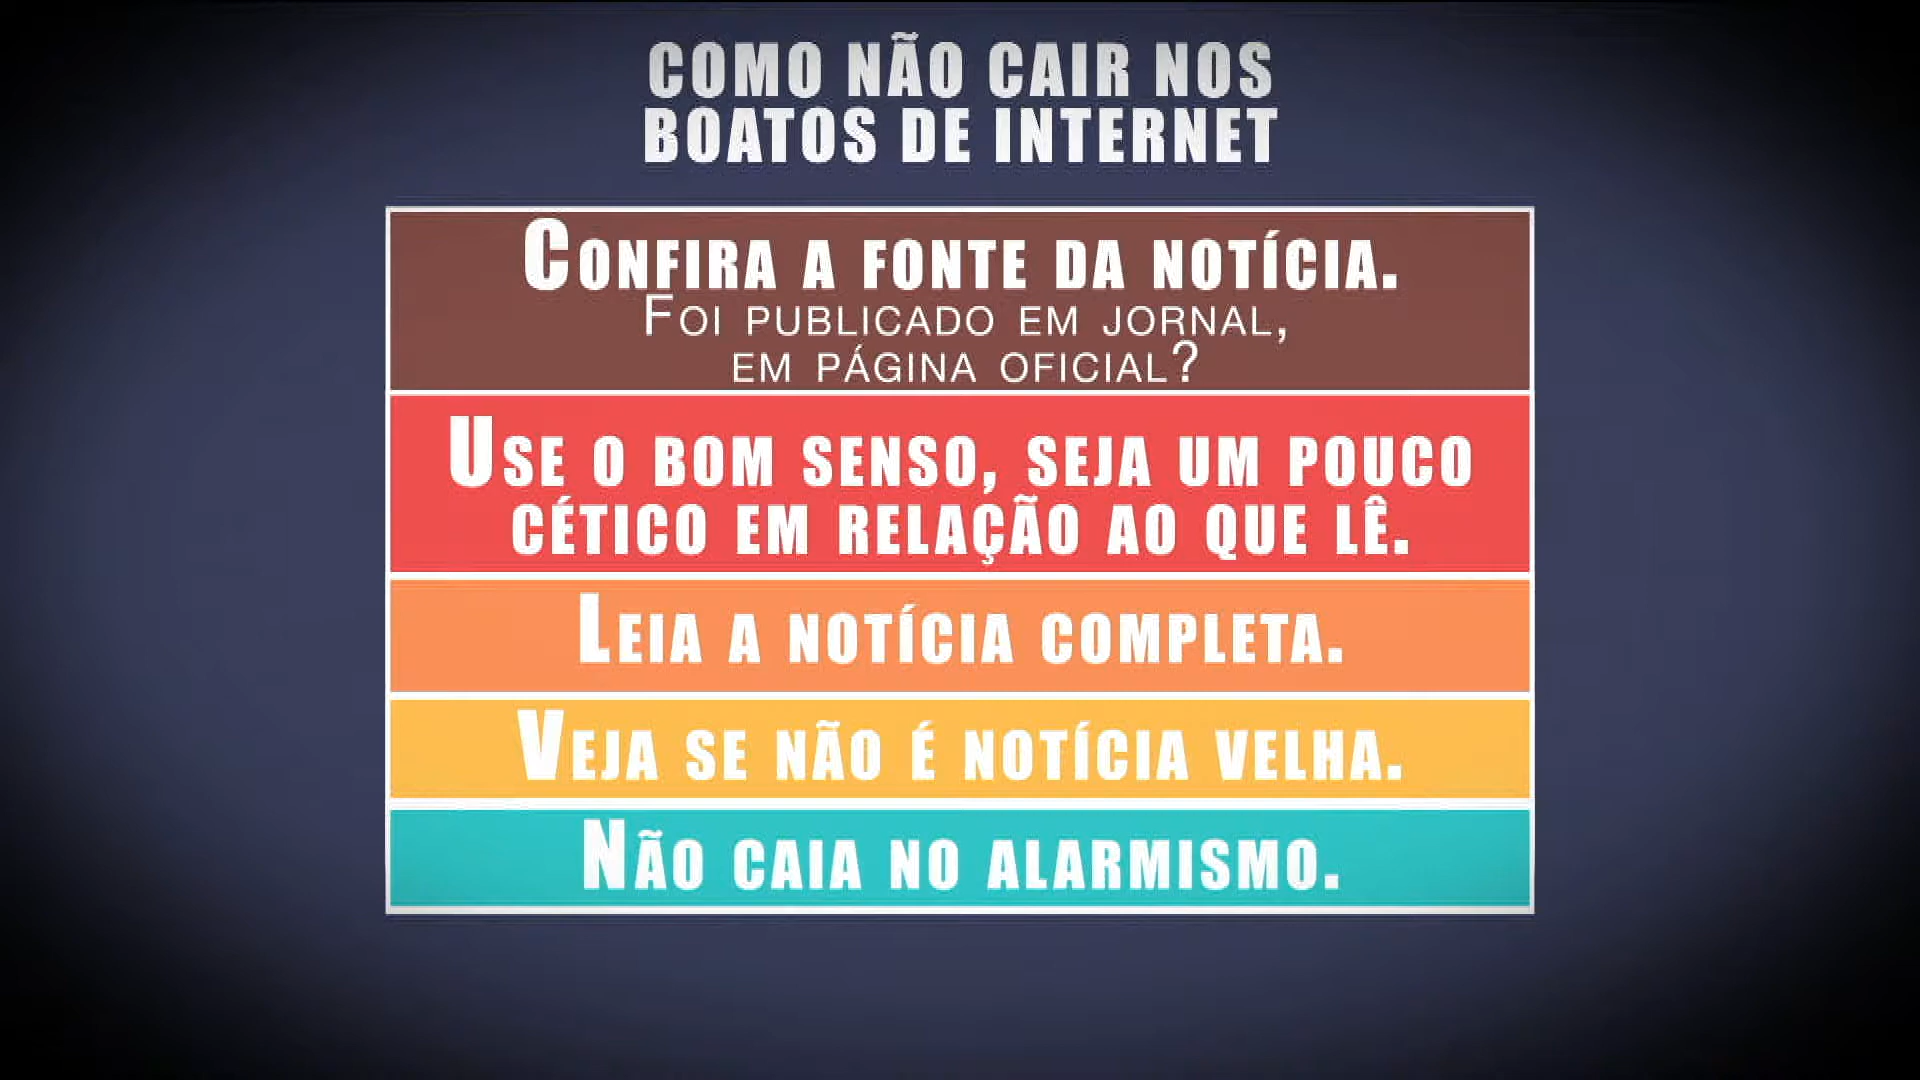 COMO NÃO CAIR NOS
BOATOS DE INTERNET
CONFIRA A FONTE DA NOTÍCIA.
FOI PUBLICADO EM JORNAL,
EM PÁGINA OFICIAL?
USE O BOM SENSO, SEJA UM POUCO
CÉTICO EM RELAÇÃO AO QUE LÊ.
LEIA A NOTÍCIA COMPLETA.
VEJA SE NÃO É NOTÍCIA VELHA.
NÃO CAIA NO ALARMISMO.